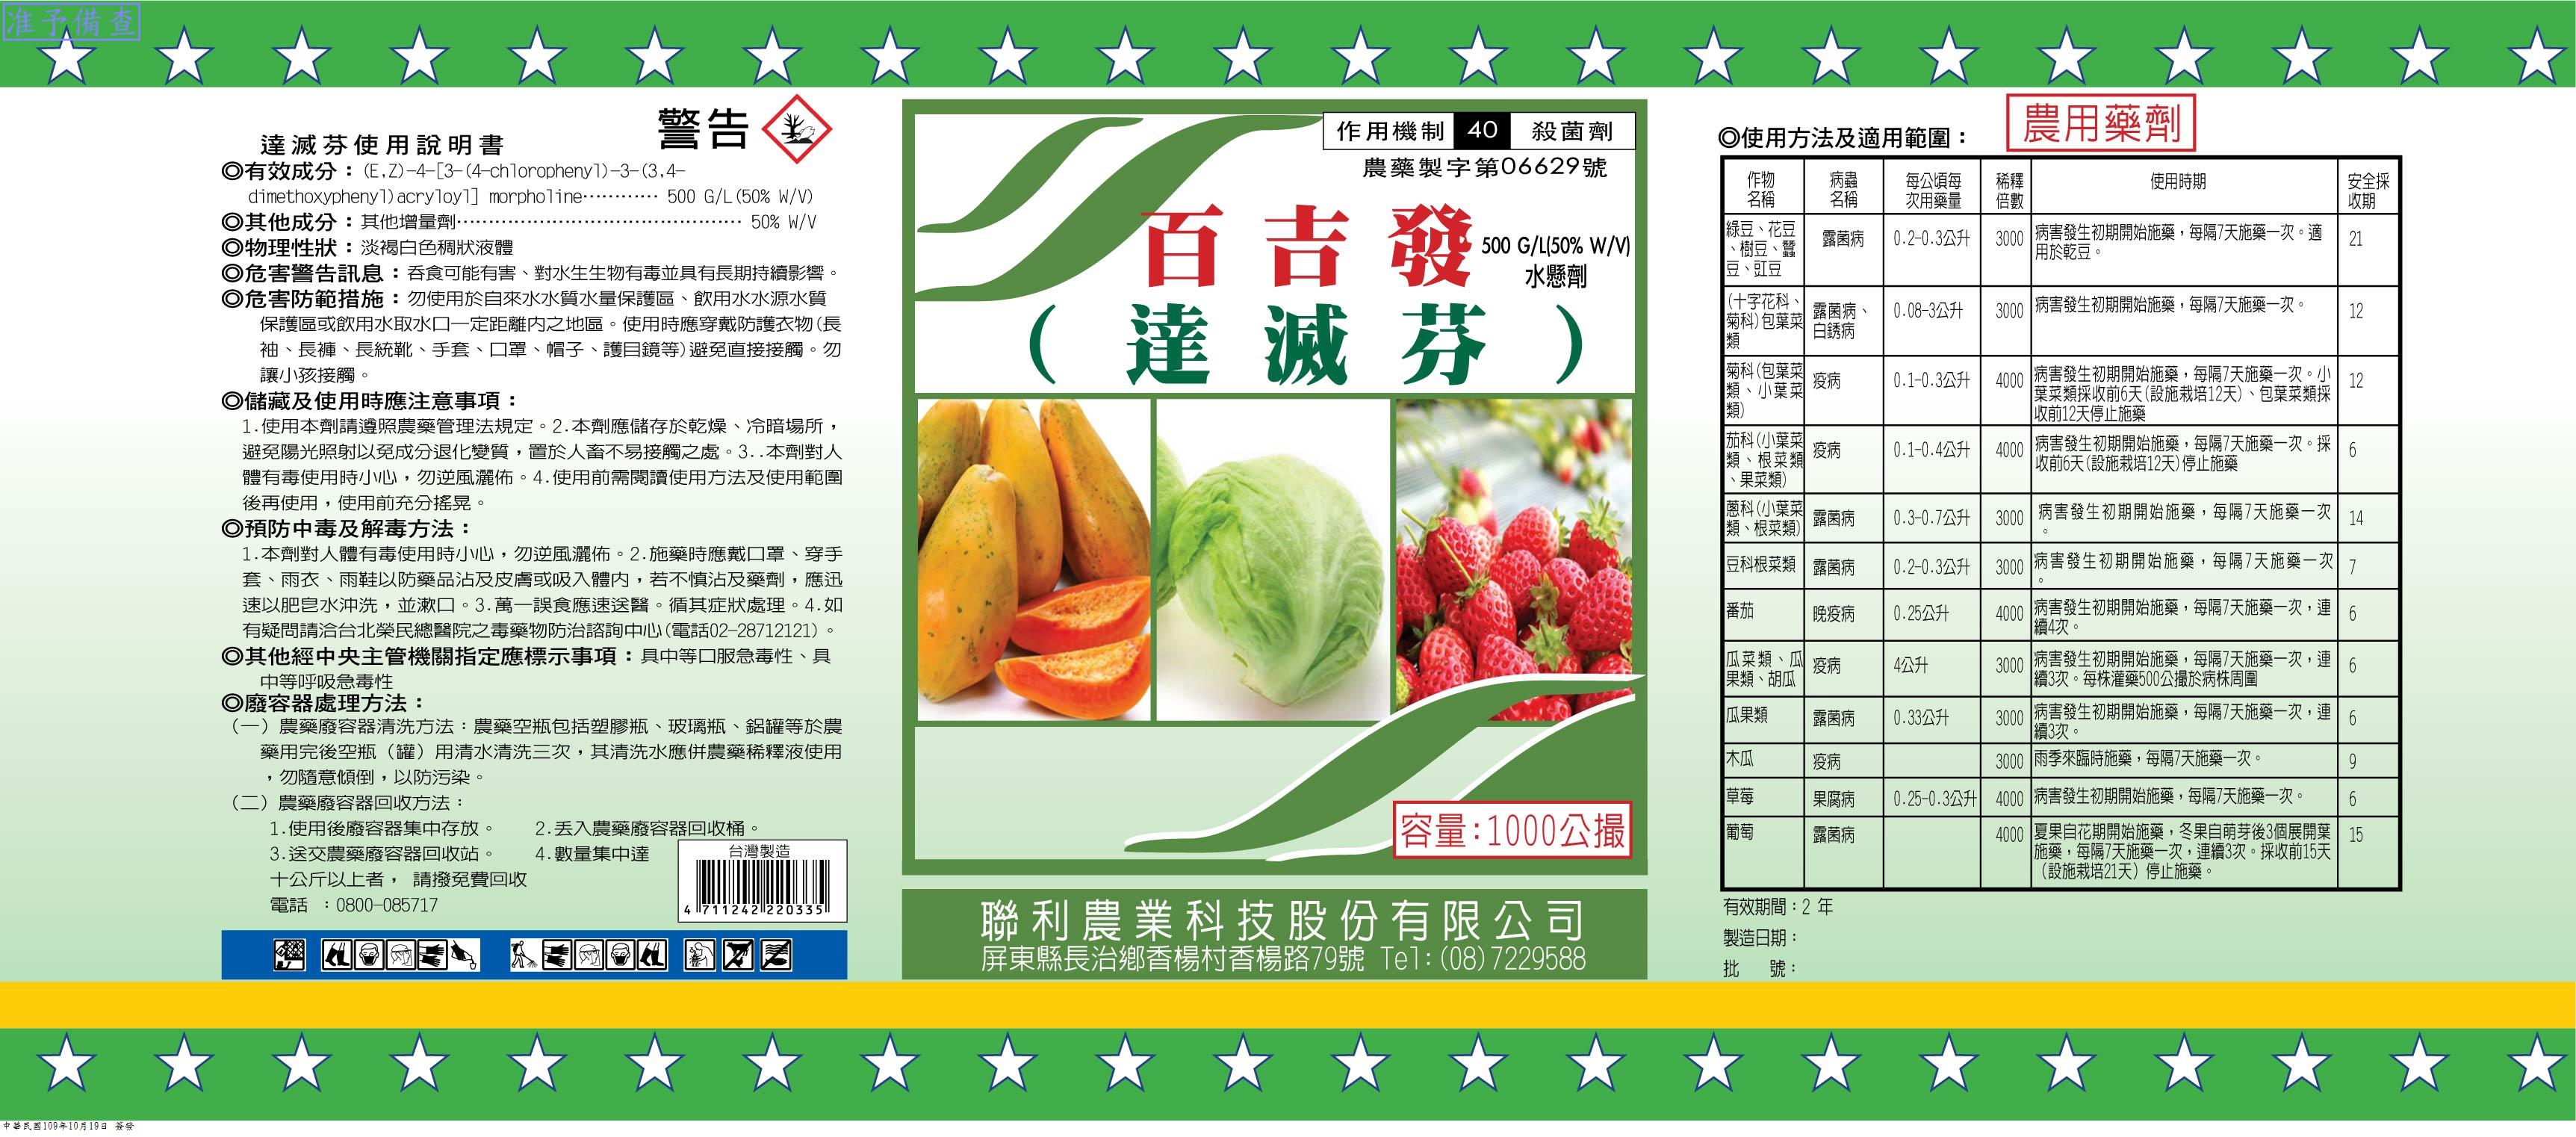 准予備查
警告
達滅芬使用說明書
◎有效成分：(E,Z)-4-[3-(4-chlorophenyl)-3-(3,4-
dimethoxyphenyl)acryloyl] morpholine………… 500 G/L(50% W/V)
◎其他成分：其他增量劑……………………………………… 50% W/V
◎物理性狀：淡褐白色稠狀液體
◎危害警告訊息：吞食可能有害、對水生生物有毒並具有長期持續影響。
◎危害防範措施：勿使用於自來水水質水量保護區、飲用水水源水質
保護區或飲用水取水口一定距離內之地區。使用時應穿戴防護衣物(長
袖、長褲、長統靴、手套、口罩、帽子、護目鏡等)避免直接接觸。勿
讓小孩接觸。
◎儲藏及使用時應注意事項：
1.使用本劑請遵照農藥管理法規定。2.本劑應儲存於乾燥、冷暗場所，
避免陽光照射以免成分退化變質，置於人畜不易接觸之處。3..本劑對人
體有毒使用時小心，勿逆風灑佈。4.使用前需閱讀使用方法及使用範圍
後再使用，使用前充分搖晃。
◎預防中毒及解毒方法：
1.本劑對人體有毒使用時小心，勿逆風灑佈。2.施藥時應戴口罩、穿手
套、雨衣、雨鞋以防藥品沾及皮膚或吸入體內，若不慎沾及藥劑，應迅
速以肥皂水沖洗，並漱口。3.萬一誤食應速送醫。循其症狀處理。4.如
有疑問請洽台北榮民總醫院之毒藥物防治諮詢中心(電話02-28712121)。
◎其他經中央主管機關指定應標示事項：具中等口服急毒性、具
中等呼吸急毒性
◎廢容器處理方法：
（一）農藥廢容器清洗方法：農藥空瓶包括塑膠瓶、玻璃瓶、鋁罐等於農
藥用完後空瓶（罐）用清水清洗三次，其清洗水應併農藥稀釋液使用
，勿隨意傾倒，以防污染。
（二）農藥廢容器回收方法：
1.使用後廢容器集中存放。 2.丟入農藥廢容器回收桶。
3.送交農藥廢容器回收站。 4.數量集中達
十公斤以上者， 請撥免費回收
電話 ：0800-085717
台灣製造
4 711242 220335
作用機制 40 殺菌劑
農藥製字第06629號
百吉發
500 G/L(50% W/V)
水懸劑
(達滅芬)
容量:1000公撮
聯利農業科技股份有限公司
屏東縣長治鄉香楊村香楊路79號 Tel:(08)7229588
農用藥劑
◎使用方法及適用範圍：
作物名稱 病蟲名稱 每公頃每次用藥量 稀釋倍數 使用時期 安全採收期
綠豆、花豆、樹豆、蠶豆、豇豆 露菌病 0.2-0.3公升 3000 病害發生初期開始施藥，每隔7天施藥一次。適用於乾豆。 21
(十字花科、菊科)包葉菜類 露菌病、白銹病 0.08-3公升 3000 病害發生初期開始施藥，每隔7天施藥一次。 12
菊科(包葉菜類、小葉菜類) 疫病 0.1-0.3公升 4000 病害發生初期開始施藥，每隔7天施藥一次。小葉菜類採收前6天(設施栽培12天)、包葉菜類採收前12天停止施藥 12
茄科(小葉菜類、根菜類、果菜類) 疫病 0.1-0.4公升 4000 病害發生初期開始施藥，每隔7天施藥一次。採收前6天(設施栽培12天)停止施藥 6
蔥科(小葉菜類、根菜類) 露菌病 0.3-0.7公升 3000 病害發生初期開始施藥，每隔7天施藥一次。 14
豆科根菜類 露菌病 0.2-0.3公升 3000 病害發生初期開始施藥，每隔7天施藥一次。 7
番茄 晚疫病 0.25公升 4000 病害發生初期開始施藥，每隔7天施藥一次，連續4次。 6
瓜菜類、瓜果類、胡瓜 疫病 4公升 3000 病害發生初期開始施藥，每隔7天施藥一次，連續3次。每株灌藥500公撮於病株周圍 6
瓜果類 露菌病 0.33公升 3000 病害發生初期開始施藥，每隔7天施藥一次，連續3次。 6
木瓜 疫病 3000 雨季來臨時施藥，每隔7天施藥一次。 9
草莓 果腐病 0.25-0.3公升 4000 病害發生初期開始施藥，每隔7天施藥一次。 6
葡萄 露菌病 4000 夏果自花期開始施藥，冬果自萌芽後3個展開葉施藥，每隔7天施藥一次，連續3次。採收前15天（設施栽培21天）停止施藥。 15
有效期間：2 年
製造日期：
批 號：
中華民國109年10月19日 簽發